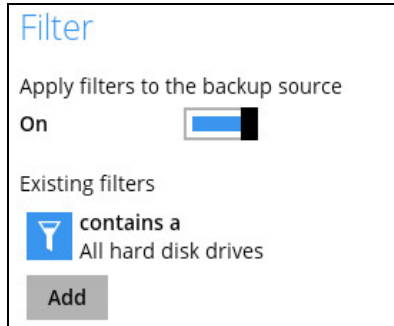 Filter
Apply filters to the backup source
On
Existing filters
contains a
All hard disk drives
Add